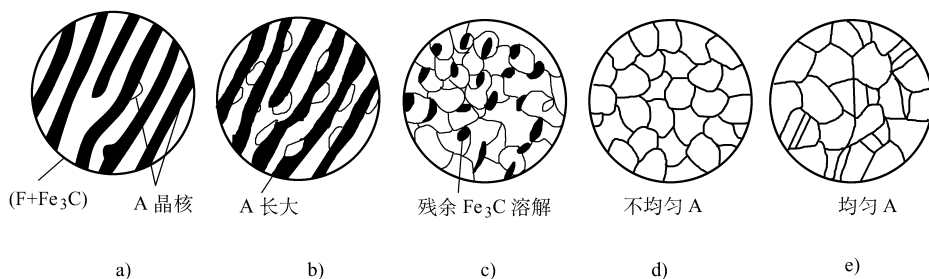 (F+Fe₃C)
A 晶核
A 长大
残余 Fe₃C 溶解
不均匀 A
均匀 A
a)
b)
c)
d)
e)